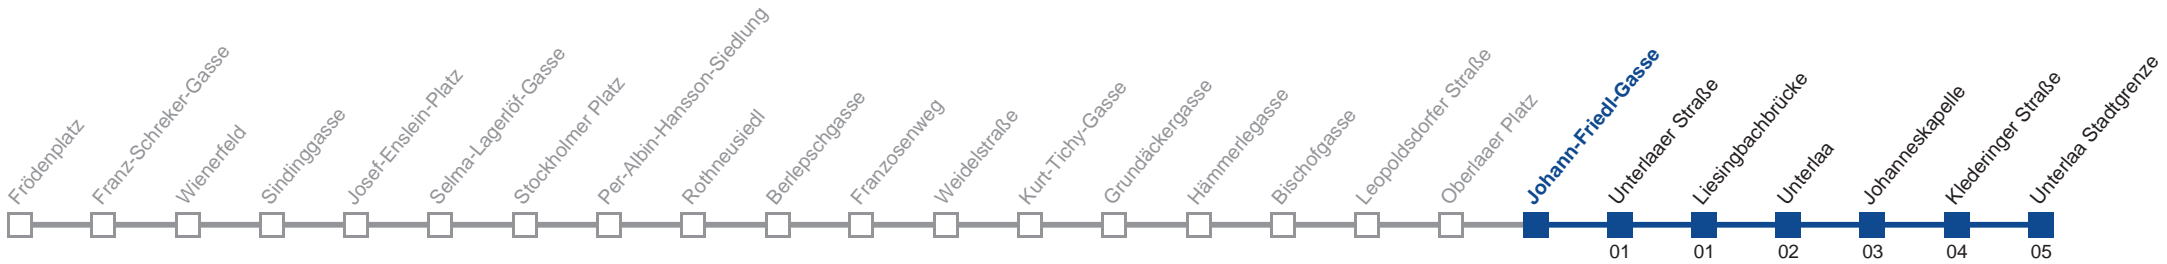 Frödenplatz
Franz-Schreker-Gasse
Wienerfeld
Sindinggasse
Josef-Enslein-Platz
Selma-Lagerlöf-Gasse
Stockholmer Platz
Per-Albin-Hansson-Siedlung
Rothneusiedl
Berlepschgasse
Franzosenweg
Weidelstraße
Kurt-Tichy-Gasse
Grundäckergasse
Hämmerlegasse
Bischofgasse
Leopoldsdorfer Straße
Oberlaaer Platz
Johann-Friedl-Gasse
Unterlaaer Straße
Liesingbachbrücke
Unterlaa
Johanneskapelle
Klederinger Straße
Unterlaa Stadtgrenze
01
01
02
03
04
05